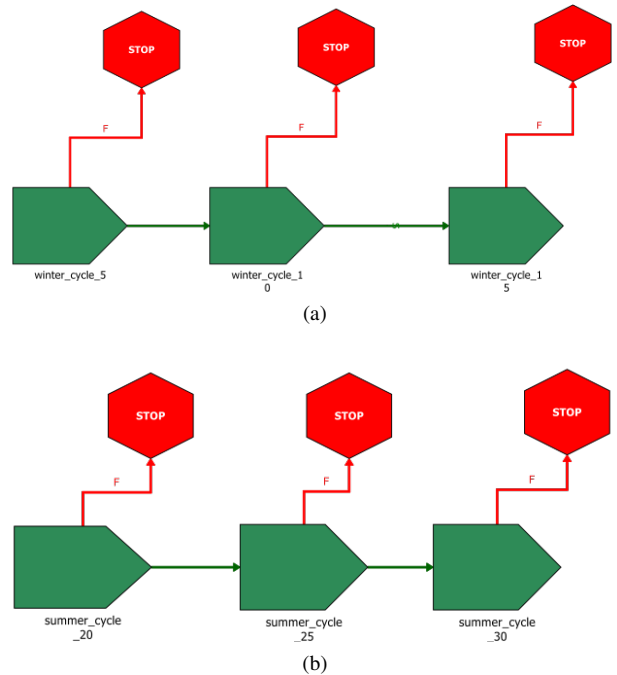 STOP
STOP
STOP
F
F
F
winter_cycle_5
winter_cycle_1
0
winter_cycle_1
5
(a)
STOP
STOP
STOP
F
F
F
summer_cycle
_20
summer_cycle
_25
summer_cycle
_30
(b)